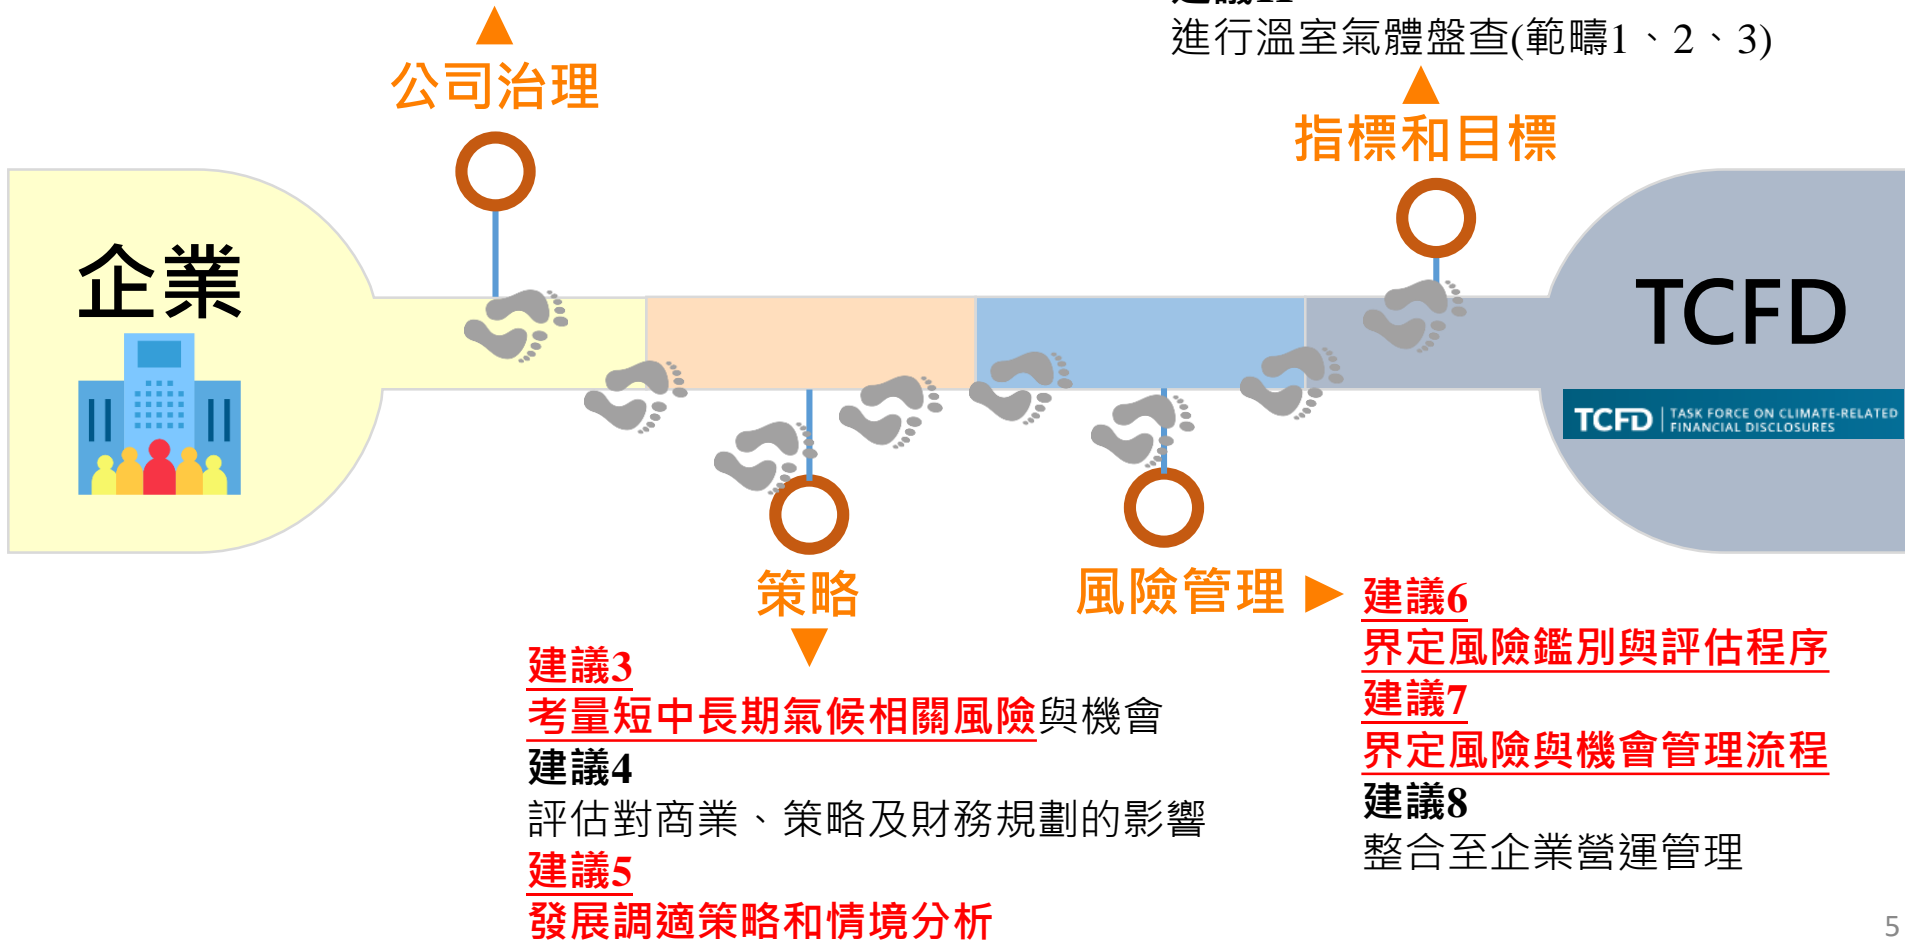 進行溫室氣體盤查(範疇1、2、3)
公司治理
指標和目標
企業
TCFD
TCFD
TASK FORCE ON CLIMATE-RELATED
FINANCIAL DISCLOSURES
策略
建議3
考量短中長期氣候相關風險與機會
建議4
評估對商業、策略及財務規劃的影響
建議5
發展調適策略和情境分析
風險管理
建議6
界定風險鑑別與評估程序
建議7
界定風險與機會管理流程
建議8
整合至企業營運管理
5